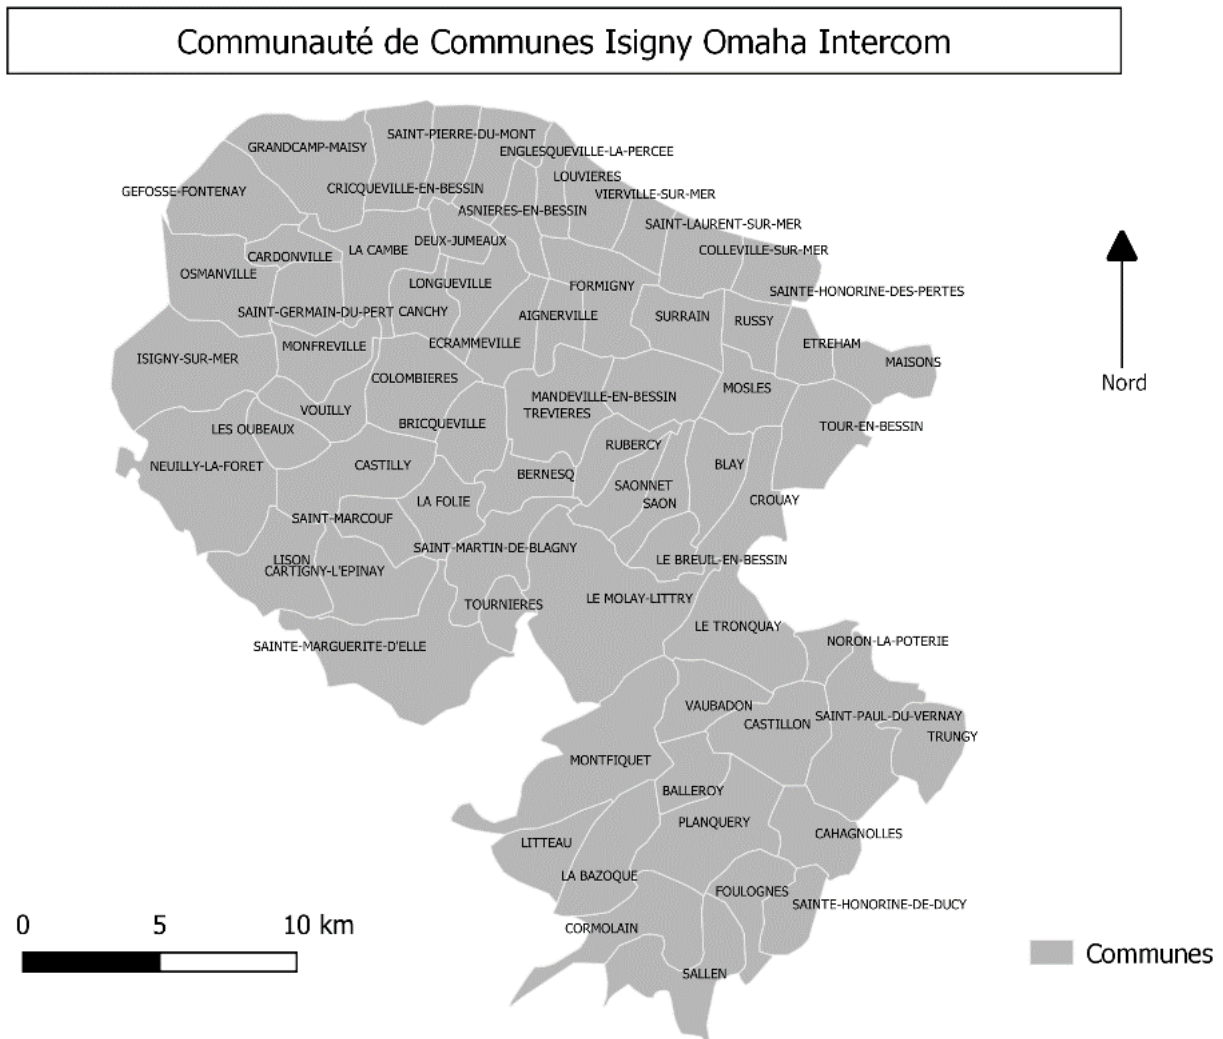 Communauté de Communes Isigny Omaha Intercom
SAINT-PIERRE-DU-MONT
GRANDCAMP-MAISY
ENGLESQUEVILLE-LA-PERCEE
LOUVIERES
GEFOSSE-FONTENAY
CRICQUEVILLE-EN-BESSIN
VIERVILLE-SUR-MER
ASNIERES-EN-BESSIN
SAINT-LAURENT-SUR-MER
DEUX-JUMEAUX
LA CAMBE
COLLEVILLE-SUR-MER
CARDONVILLE
OSMANVILLE
LONGUEVILLE
FORMIGNY
SAINTE-HONORINE-DES-PERTES
SAINT-GERMAIN-DU-PERT
CANCHY
AIGNERVILLE
SURRAIN
RUSSY
ECRAMMEVILLE
ETREHAM
MONFREVILLE
ISIGNY-SUR-MER
MAISONS
COLOMBIERES
Nord
MOSLES
MANDEVILLE-EN-BESSIN
VOUILLY
TREVIERES
BRICQUEVILLE
TOUR-EN-BESSIN
LES OUBEAUX
RUBERCY
NEUILLY-LA-FORET
CASTILLY
BLAY
BERNESQ
SAONNET
LA FOLIE
SAON
CROUAY
SAINT-MARCOUF
SAINT-MARTIN-DE-BLAGNY
LISON
LE BREUIL-EN-BESSIN
CARTIGNY-L'EPINAY
LE MOLAY-LITTRY
TOURNIERES
LE TRONQUAY
NORON-LA-POTERIE
SAINTE-MARGUERITE-D'ELLE
VAUBADON
SAINT-PAUL-DU-VERNAY
CASTILLON
TRUNGY
MONTFIQUET
BALLEROY
PLANQUERY
CAHAGNOLLES
LITTEAU
LA BAZOQUE
FOULOGNES
SAINTE-HONORINE-DE-DUCY
CORMOLAIN
0 5 10 km
Communes
SALLEN